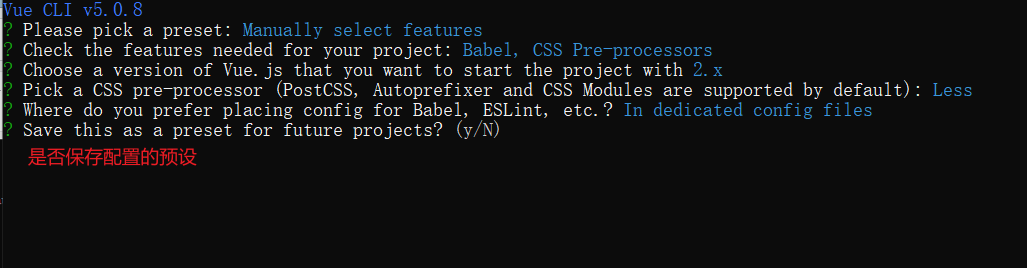 Vue CLI v5.0.8
? Please pick a preset: Manually select features
? Check the features needed for your project: Babel, CSS Pre-processors
? Choose a version of Vue.js that you want to start the project with 2.x
? Pick a CSS pre-processor (PostCSS, Autoprefixer and CSS Modules are supported by default): Less
? Where do you prefer placing config for Babel, ESLint, etc.? In dedicated config files
? Save this as a preset for future projects? (y/N)
是否保存配置的预设